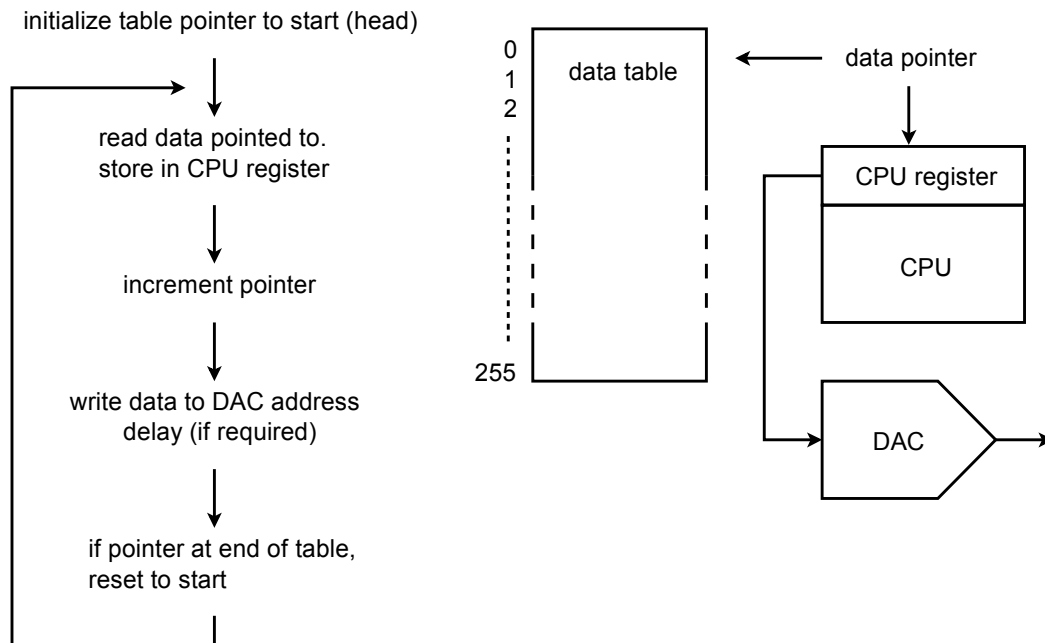 initialize table pointer to start (head)
read data pointed to.
store in CPU register
increment pointer
write data to DAC address
delay (if required)
if pointer at end of table,
reset to start
0
1
2
255
data table
data pointer
CPU register
CPU
DAC